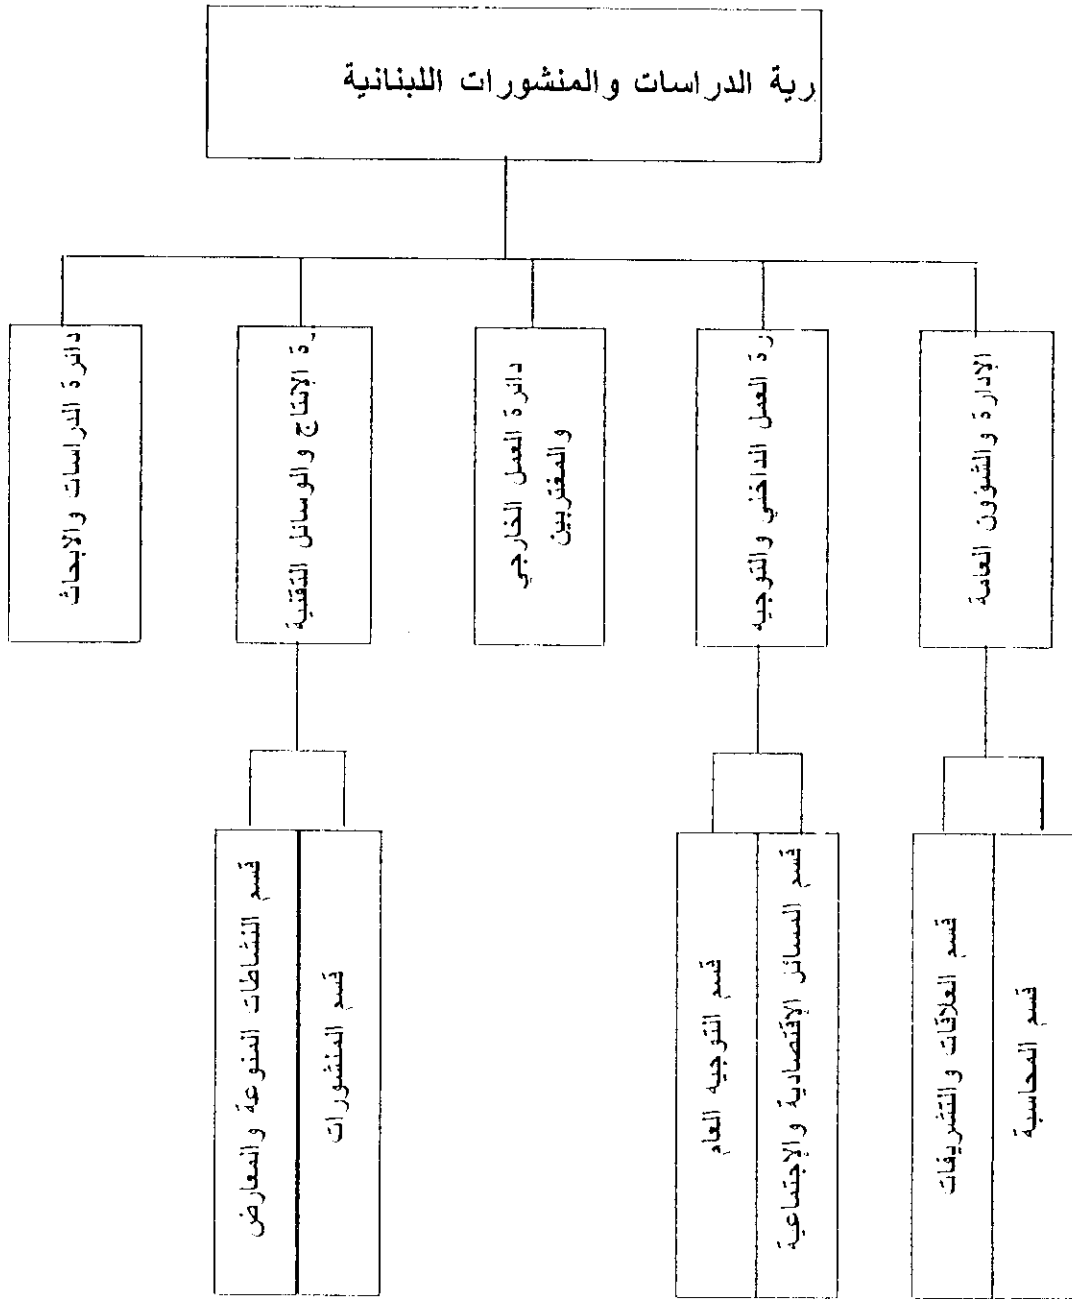 رية الدراسات والمنشورات اللبنانية
الإدارة والشؤون العامة
رة العمل الداخلي والتوجيه
دائرة العمل الخارجي
والمغتربين
رة الإنتاج والوسائل التقنية
دائرة الدراسات والابحاث
قسم المحاسبة
قسم العلاقات والتشريفات
قسم المسائل الإقتصادية والإجتماعية
قسم التوجيه العام
قسم المنشورات
قسم النشاطات المنوعة والمعارض